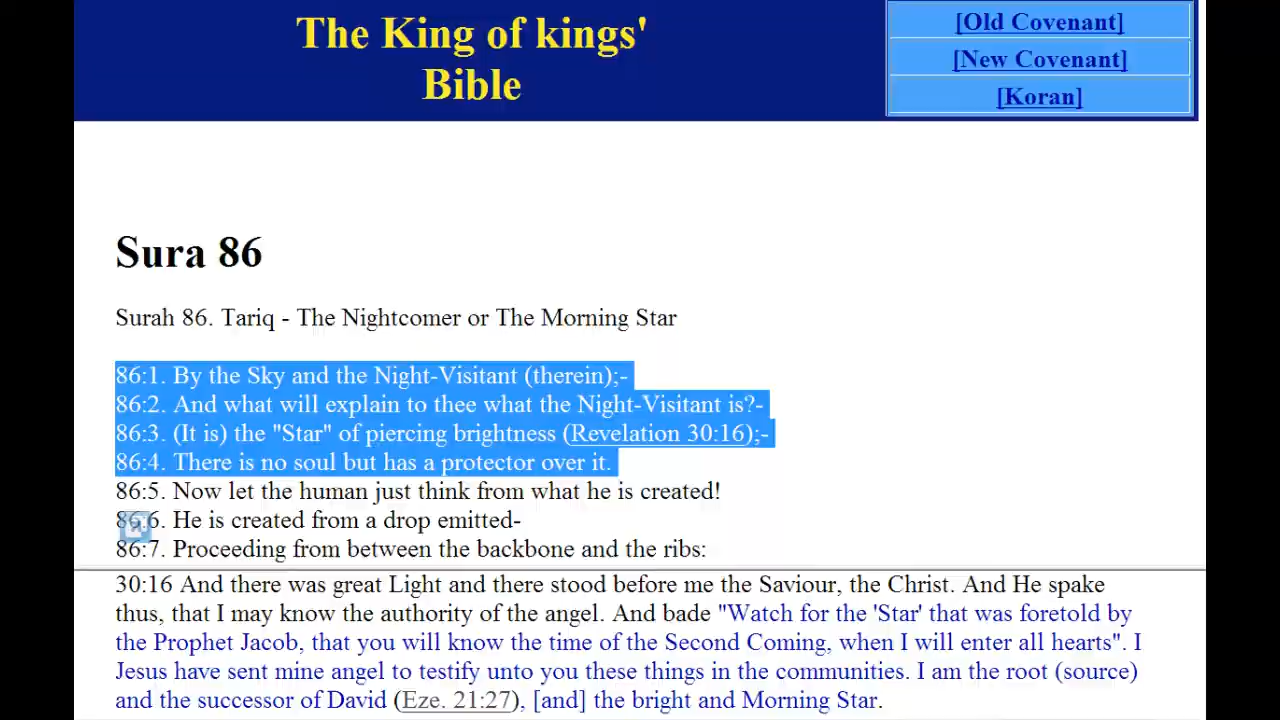 The King of kings'
Bible
[Old Covenant]
[New Covenant]
[Koran]
Sura 86
Surah 86. Tariq - The Nightcomer or The Morning Star
86:1. By the Sky and the Night-Visitant (therein);-
86:2. And what will explain to thee what the Night-Visitant is?-
86:3. (It is) the "Star" of piercing brightness (Revelation 30:16);-
86:4. There is no soul but has a protector over it.
86:5. Now let the human just think from what he is created!
86:6. He is created from a drop emitted-
86:7. Proceeding from between the backbone and the ribs:
30:16 And there was great Light and there stood before me the Saviour, the Christ. And He spake
thus, that I may know the authority of the angel. And bade "Watch for the 'Star' that was foretold by
the Prophet Jacob, that you will know the time of the Second Coming, when I will enter all hearts". I
Jesus have sent mine angel to testify unto you these things in the communities. I am the root (source)
and the successor of David (Eze. 21:27), [and] the bright and Morning Star.